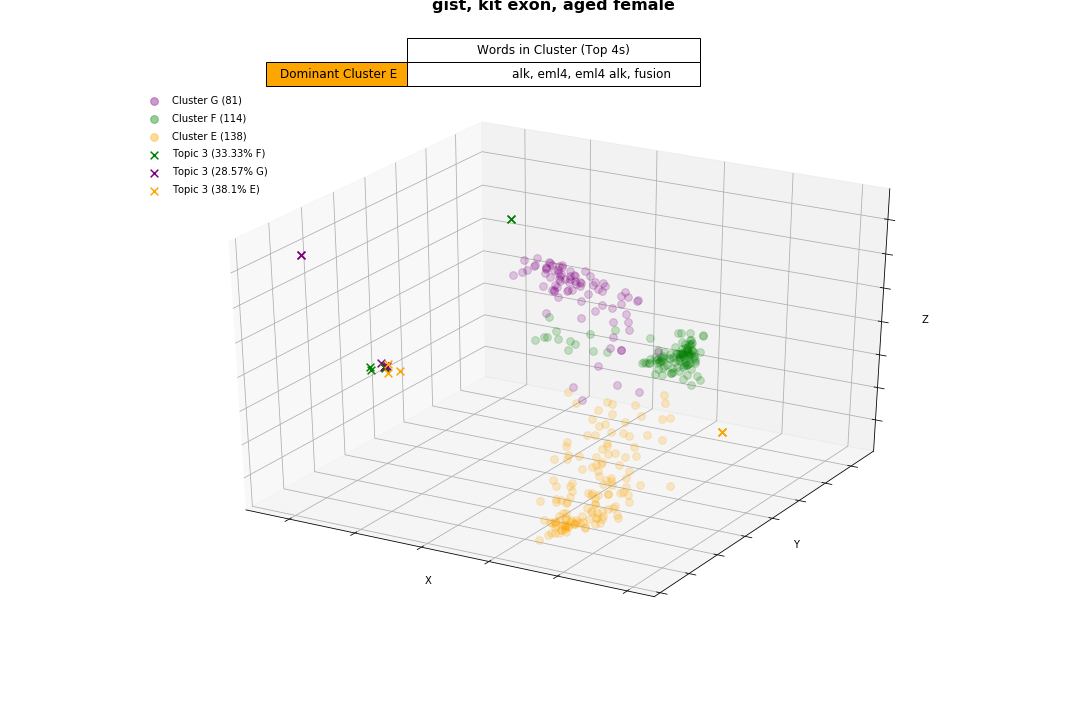 gist, kit exon, aged female
Words in Cluster (Top 4s)
Dominant Cluster E alk, eml4, eml4 alk, fusion
Cluster G (81)
Cluster F (114)
Cluster E (138)
Topic 3 (33.33% F)
Topic 3 (28.57% G)
Topic 3 (38.1% E)
Z
Y
X